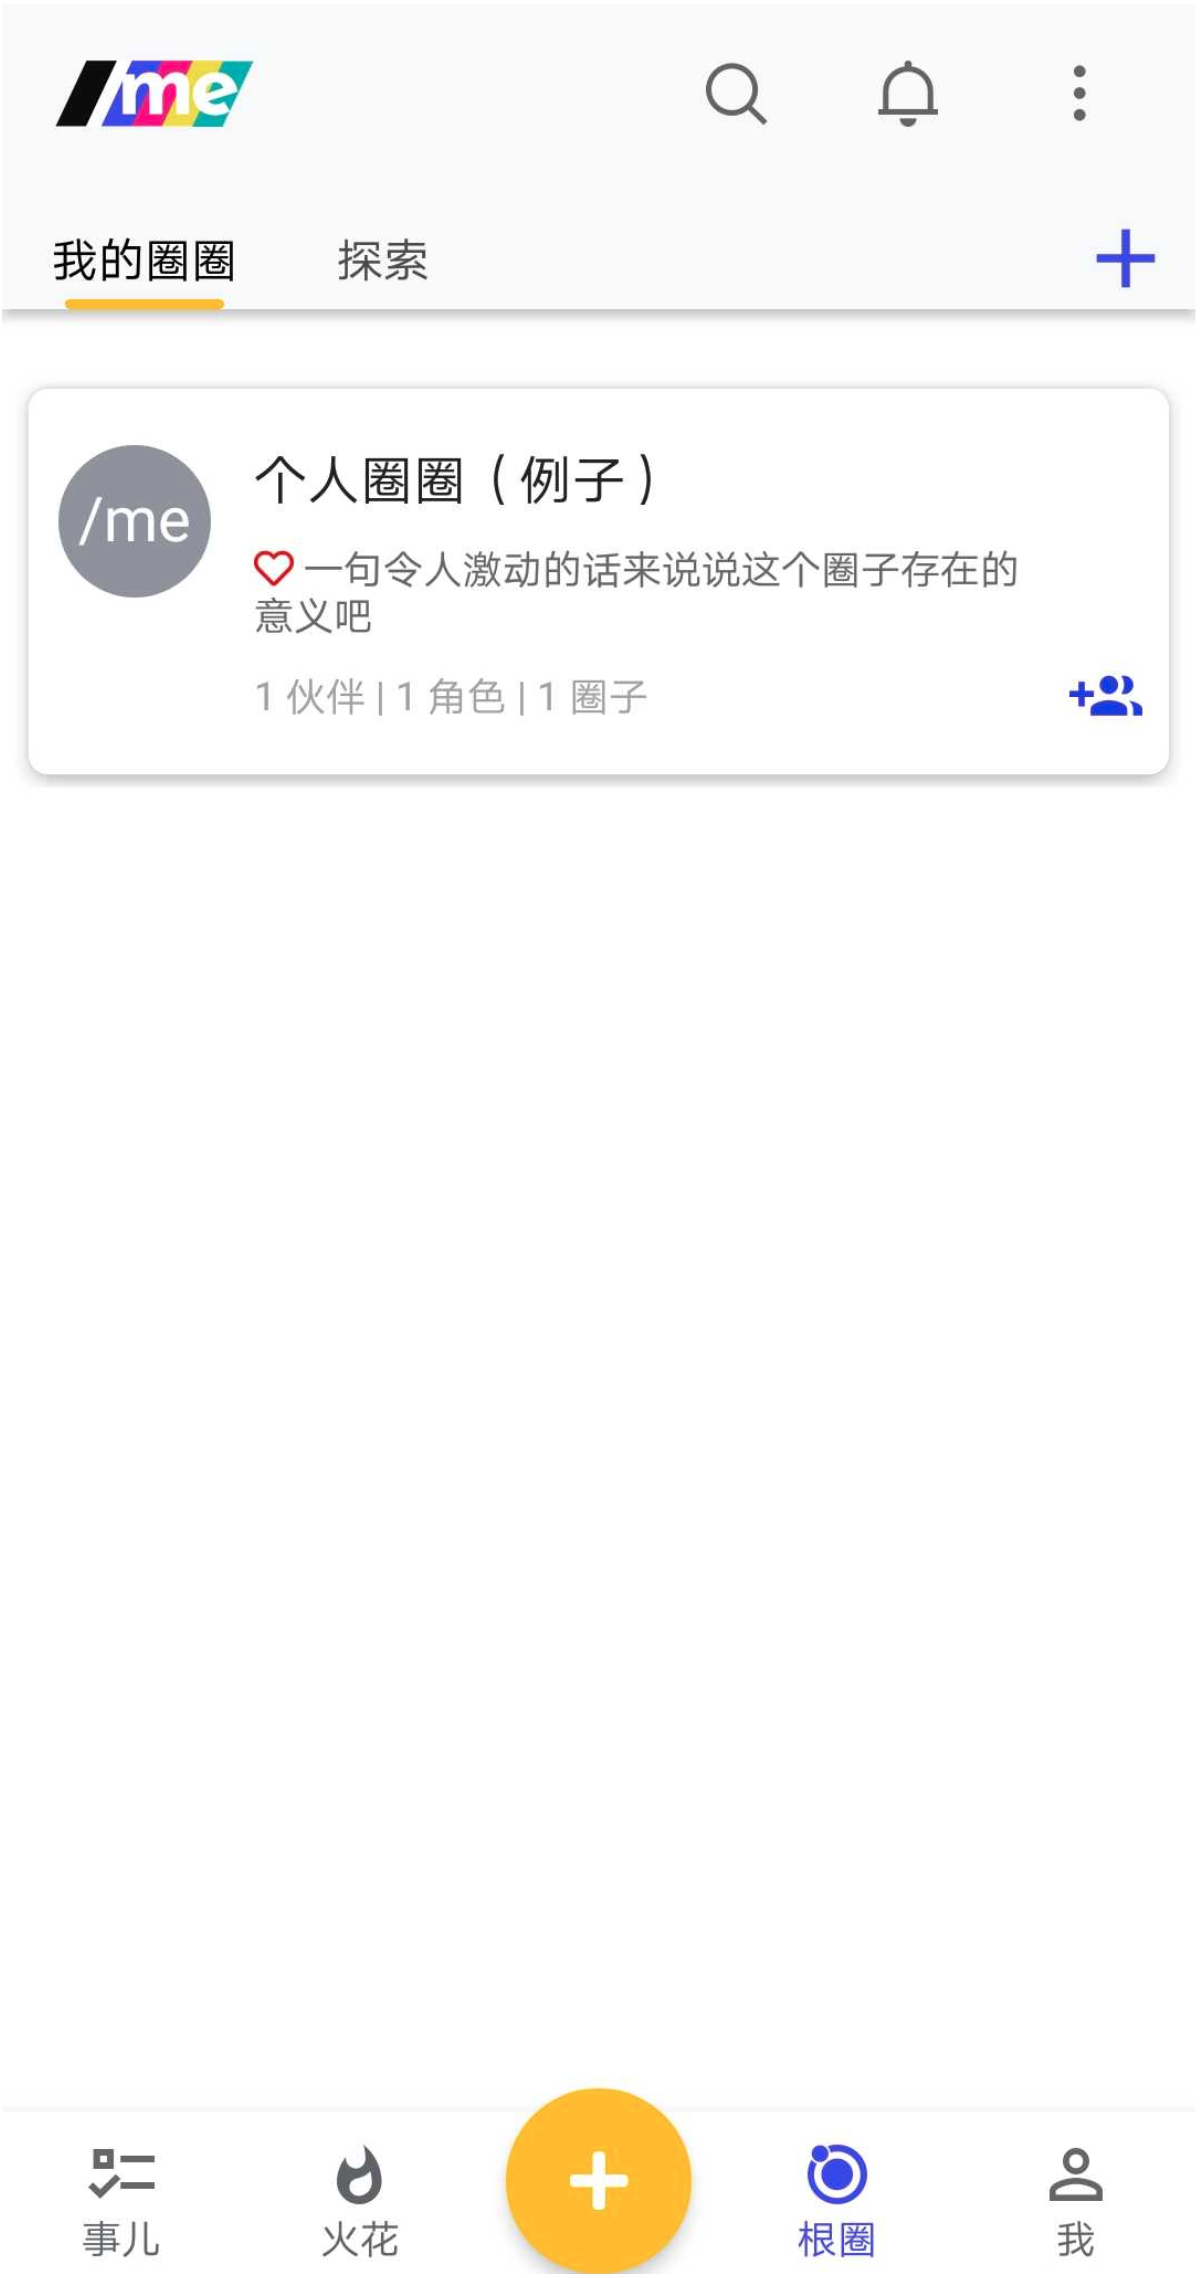 /me
我的圈圈 探索
/me
个人圈圈（例子）
一句令人激动的话来说说这个圈子存在的
意义吧
1 伙伴 | 1 角色 | 1 圈子
事儿 火花 根圈 我